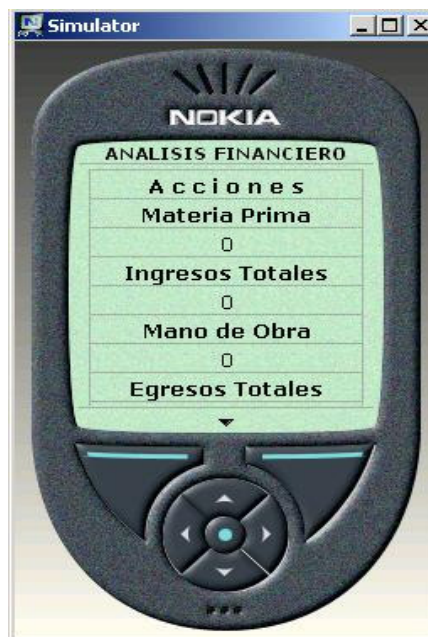 Simulator
NOKIA
ANALISIS FINANCIERO
Acciones
Materia Prima
0
Ingresos Totales
0
Mano de Obra
0
Egresos Totales